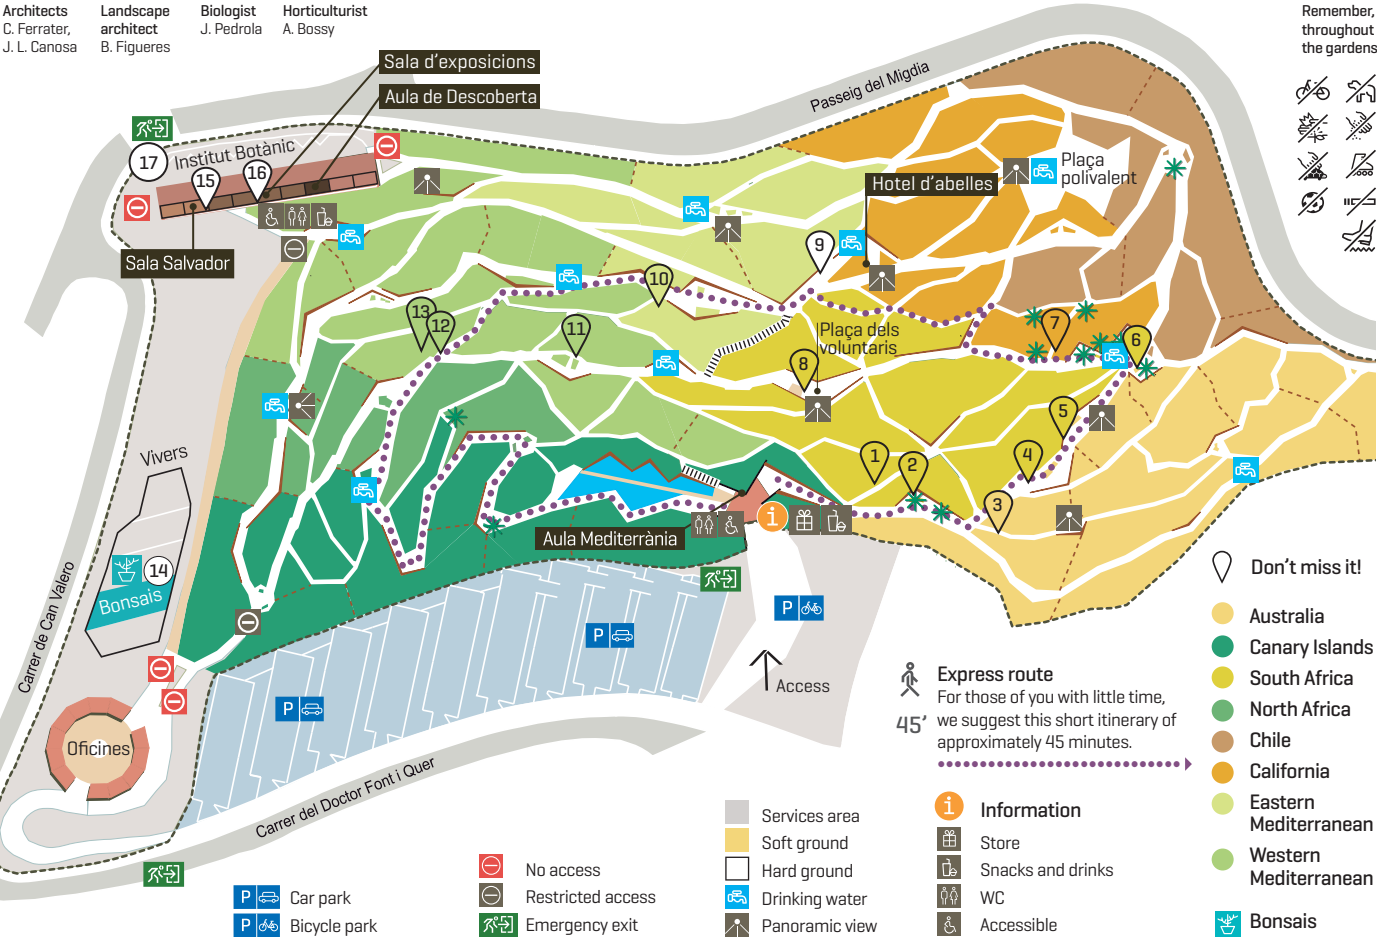 Architects
C. Ferrater,
J. L. Canosa
Landscape
architect
B. Figueres
Biologist
J. Pedrola
Horticulturist
A. Bossy
Remember,
throughout
the gardens
Sala d'exposicions
Aula de Descoberta
Passeig del Migdia
17
Institut Botànic
15
16
Sala Salvador
Hotel d'abelles
Plaça
polivalent
9
10
13
12
11
Plaça dels
voluntaris
8
7
6
5
4
3
2
1
Vivers
14
Bonsais
Carrer de Can Valero
Oficines
Aula Mediterrània
i
P
P
P
Access
Carrer del Doctor Font i Quer
Express route
45'
For those of you with little time,
we suggest this short itinerary of
approximately 45 minutes.
Don't miss it!
Australia
Canary Islands
South Africa
North Africa
Chile
California
Eastern
Mediterranean
Western
Mediterranean
Bonsais
P Car park
P Bicycle park
No access
Restricted access
Emergency exit
Services area
Soft ground
Hard ground
Drinking water
Panoramic view
i Information
Store
Snacks and drinks
WC
Accessible